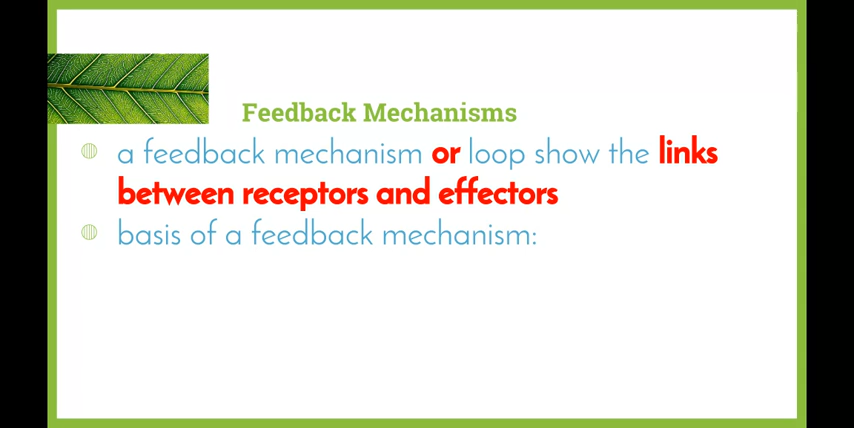 Feedback Mechanisms
a feedback mechanism or loop show the links
between receptors and effectors
basis of a feedback mechanism: